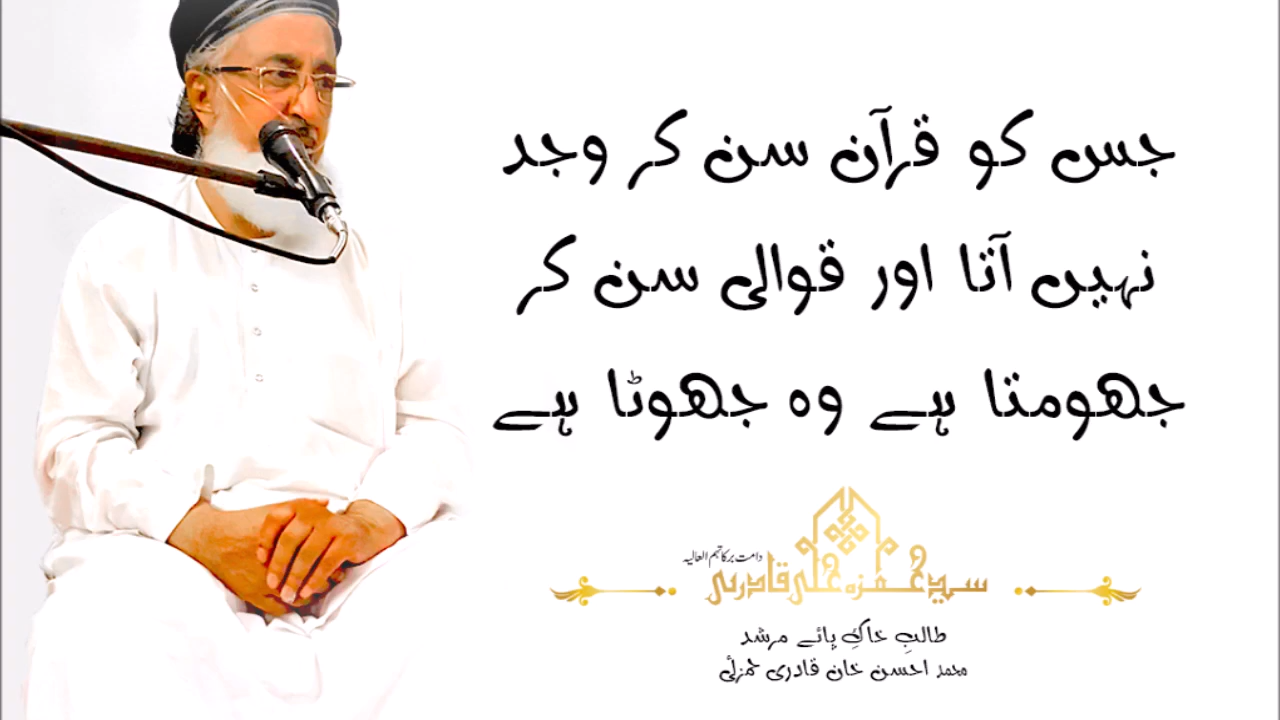 جس کو قرآن سن کر وجد
نہیں آتا اور قوالی سن کر
جھومتا ہے وہ جھوٹا ہے
دامت برکاتہم العالیہ
سید حمزہ علی قادری
طالبِ خاکِ پائے مرشد
محمد احسن خان قادری حمزئی